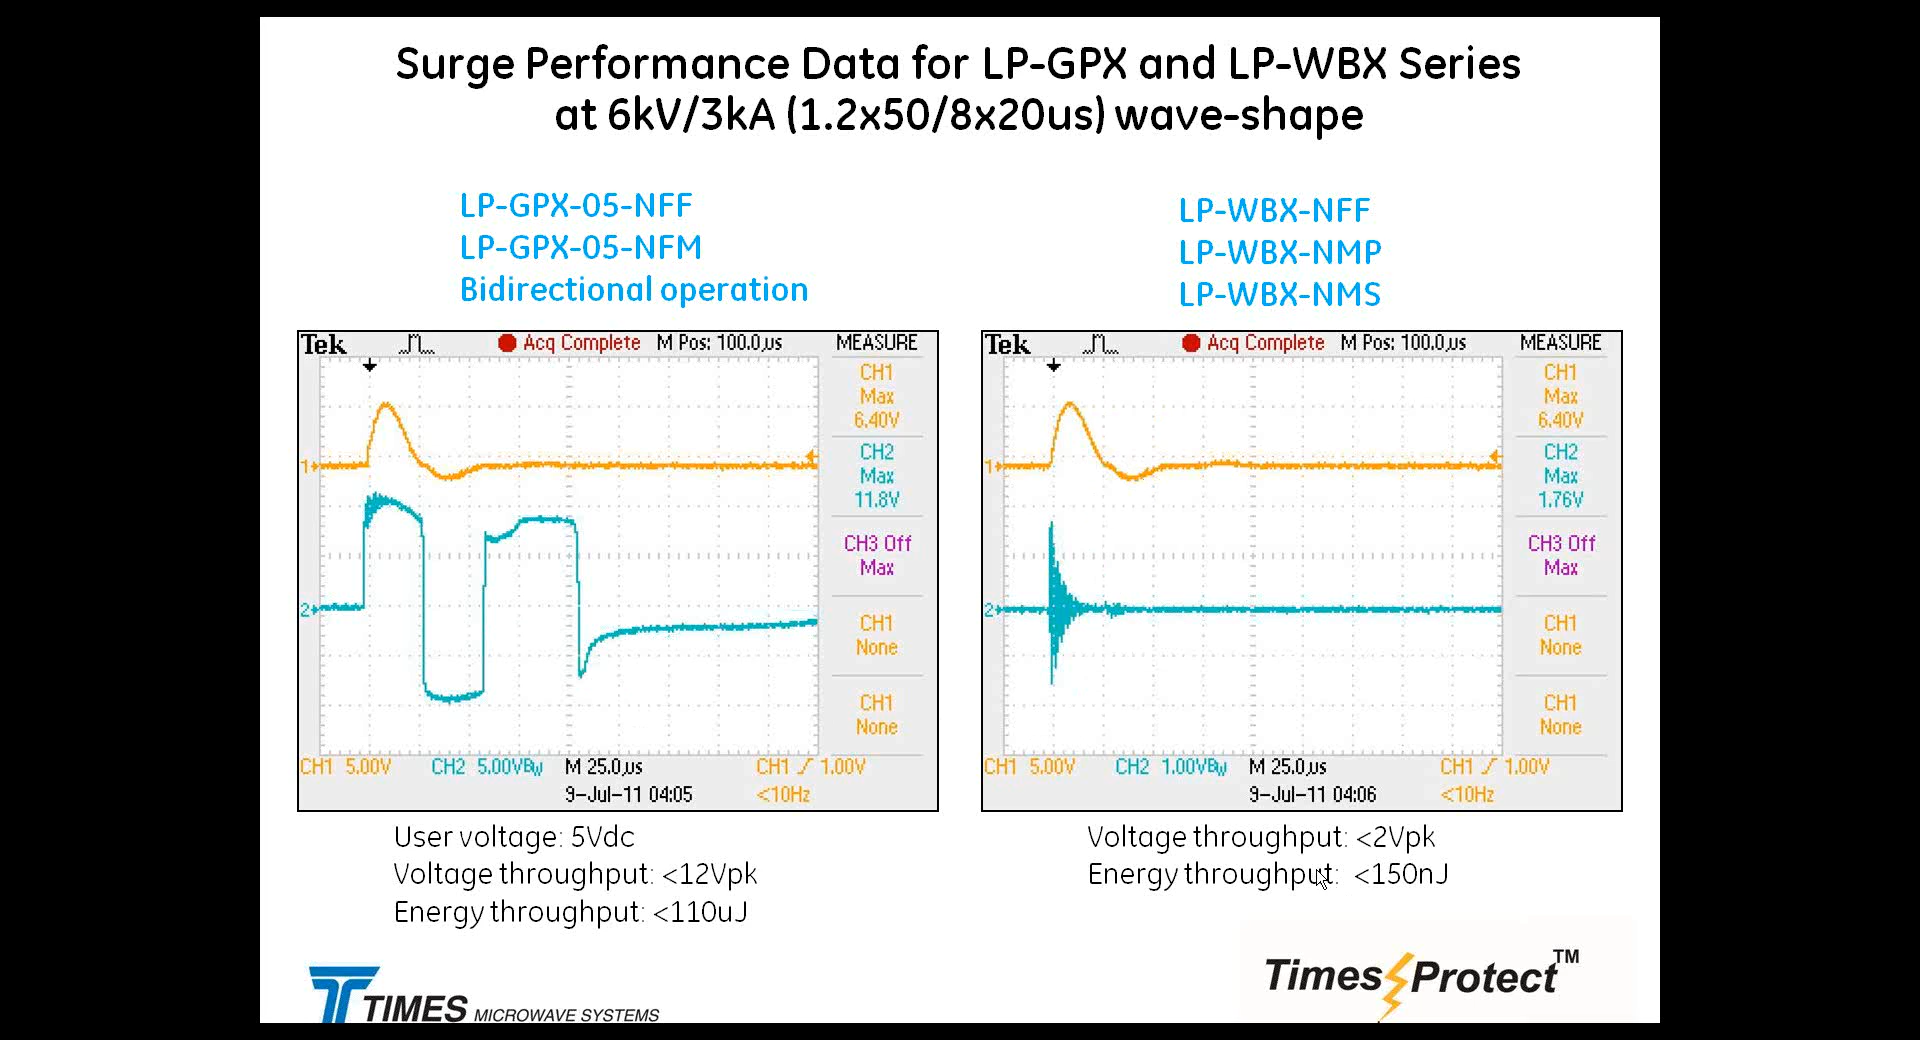 Surge Performance Data for LP-GPX and LP-WBX Series
at 6kV/3kA (1.2x50/8x20us) wave-shape
LP-GPX-05-NFF
LP-GPX-05-NFM
Bidirectional operation
LP-WBX-NFF
LP-WBX-NMP
LP-WBX-NMS
Tek Acq Complete M Pos: 100.0µs MEASURE
CH1
Max
6.40V
CH2
Max
11.8V
CH3 Off
Max
CH1
None
CH1
None
1
2
CH1 5.00V CH2 5.00VBW M 25.0µs CH1 1.00V
9-Jul-11 04:05 <10Hz
Tek Acq Complete M Pos: 100.0µs MEASURE
CH1
Max
6.40V
CH2
Max
1.76V
CH3 Off
Max
CH1
None
CH1
None
1
2
CH1 5.00V CH2 1.00VBW M 25.0µs CH1 1.00V
9-Jul-11 04:06 <10Hz
User voltage: 5Vdc
Voltage throughput: <12Vpk
Energy throughput: <110uJ
Voltage throughput: <2Vpk
Energy throughput: <150nJ
TIMES MICROWAVE SYSTEMS
Times Protect™